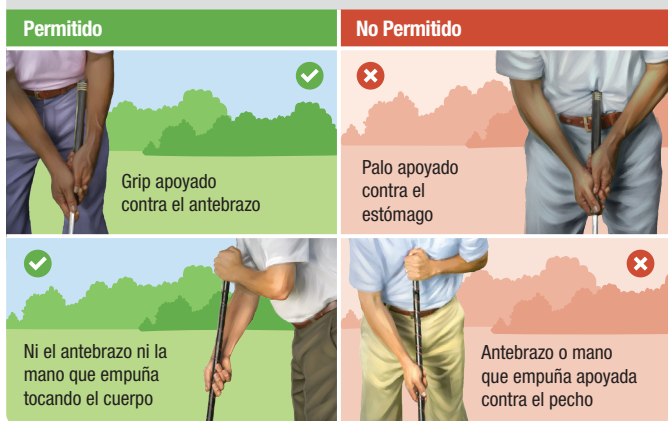 Permitido
No Permitido
Grip apoyado
contra el antebrazo
Palo apoyado
contra el
estómago
Ni el antebrazo ni la
mano que empuña
tocando el cuerpo
Antebrazo o mano
que empuña apoyada
contra el pecho